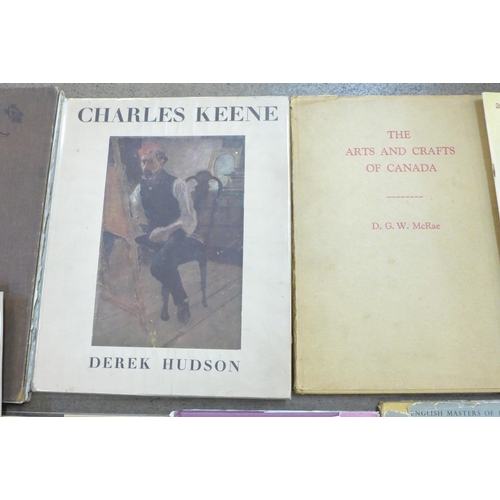 CHARLES KEENE
DEREK HUDSON
THE
ARTS AND CRAFTS
OF CANADA
D. G. W. McRae
ENGLISH MASTERS OF